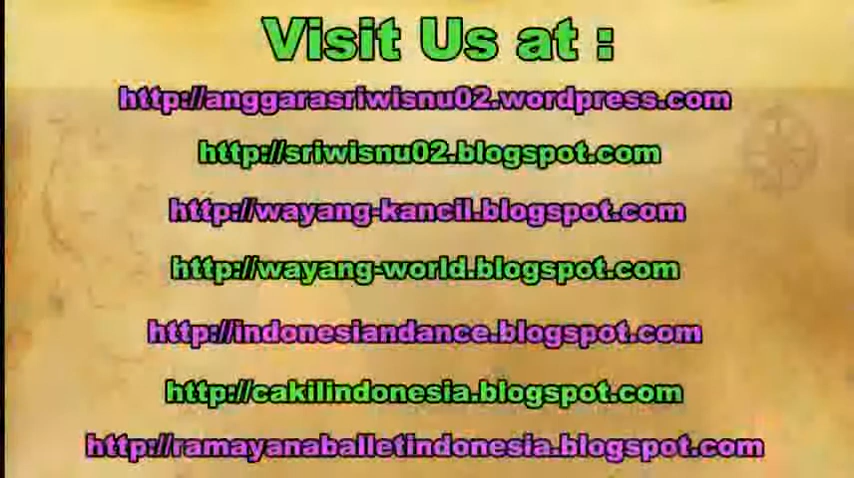 Visit Us at :
http://anggarasriwisnu02.wordpress.com
http://sriwisnu02.blogspot.com
http://wayang-kancil.blogspot.com
http://wayang-world.blogspot.com
http://indonesiandance.blogspot.com
http://cakilindonesia.blogspot.com
http://ramayanaballetindonesia.blogspot.com